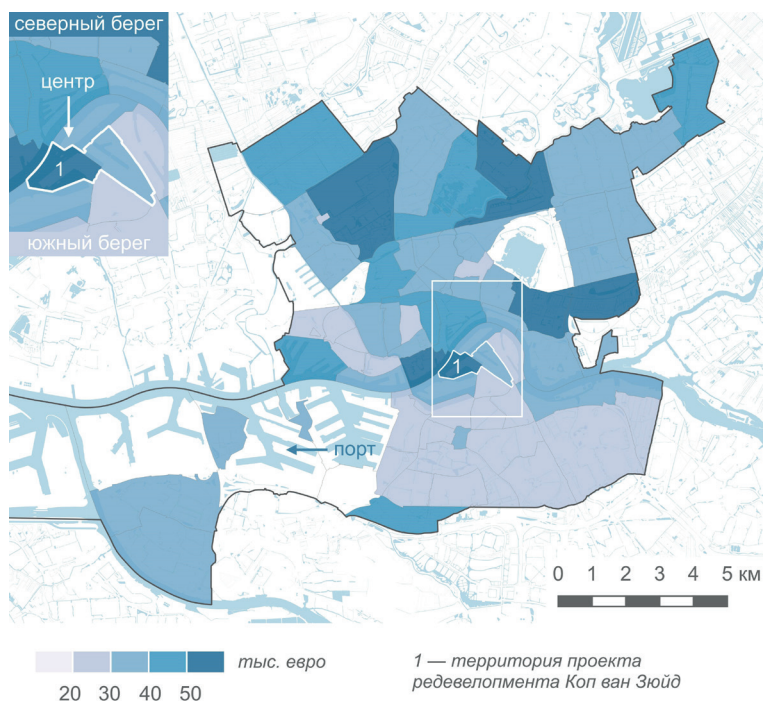 северный берег
центр
1
южный берег
1
порт
0 1 2 3 4 5 км
тыс. евро
20 30 40 50
1 — территория проекта
редевелопмента Коп ван Зюйд